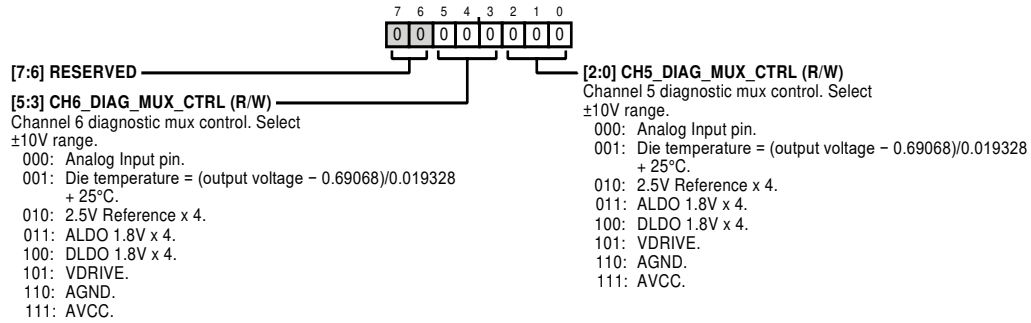 7 6 5 4 3 2 1 0
0 0 0 0 0 0 0 0
[7:6] RESERVED
[5:3] CH6_DIAG_MUX_CTRL (R/W)
Channel 6 diagnostic mux control. Select
±10V range.
000: Analog Input pin.
001: Die temperature = (output voltage − 0.69068)/0.019328
+ 25°C.
010: 2.5V Reference x 4.
011: ALDO 1.8V x 4.
100: DLDO 1.8V x 4.
101: VDRIVE.
110: AGND.
111: AVCC.
[2:0] CH5_DIAG_MUX_CTRL (R/W)
Channel 5 diagnostic mux control. Select
±10V range.
000: Analog Input pin.
001: Die temperature = (output voltage − 0.69068)/0.019328
+ 25°C.
010: 2.5V Reference x 4.
011: ALDO 1.8V x 4.
100: DLDO 1.8V x 4.
101: VDRIVE.
110: AGND.
111: AVCC.